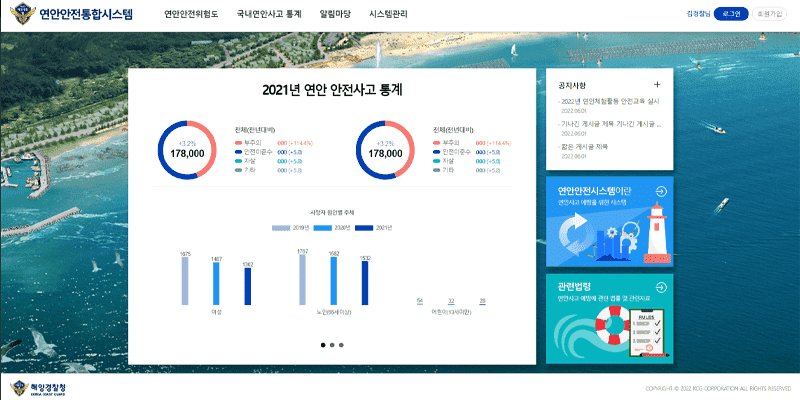 연안안전통합시스템
연안안전위험도 국내연안사고 통계 알림마당 시스템관리
김경찰님 로그인 회원가입
2021년 연안 안전사고 통계
+3.2%
178,000
전체(전년대비)
부주의 000 (+114.4%)
안전미준수 000 (+5.8)
자살 000 (+5.8)
기타 000 (+5.8)
+3.2%
178,000
전체(전년대비)
부주의 000 (+114.4%)
안전미준수 000 (+5.8)
자살 000 (+5.8)
기타 000 (+5.8)
사망자 원인별 추세
2019년 2020년 2021년
1675 1487 1302
여성
1757 1682 1532
노인(65세이상)
54 32 20
어린이(13세미만)
공지사항 +
- 2022년 연안체험활동 안전교육 실시
2022.06.01
- 기나긴 게시글 제목 기나긴 게시글 ...
2022.06.01
- 짧은 게시글 제목
2022.06.01
연안안전시스템이란
연안사고 예방을 위한 시스템
관련법령
연안사고 예방에 관한 법률 및 관련자료
RULES
해양경찰청
KOREA COAST GUARD
COPYRIGHT © 2022 KCG CORPORATION ALL RIGHTS RESERVED